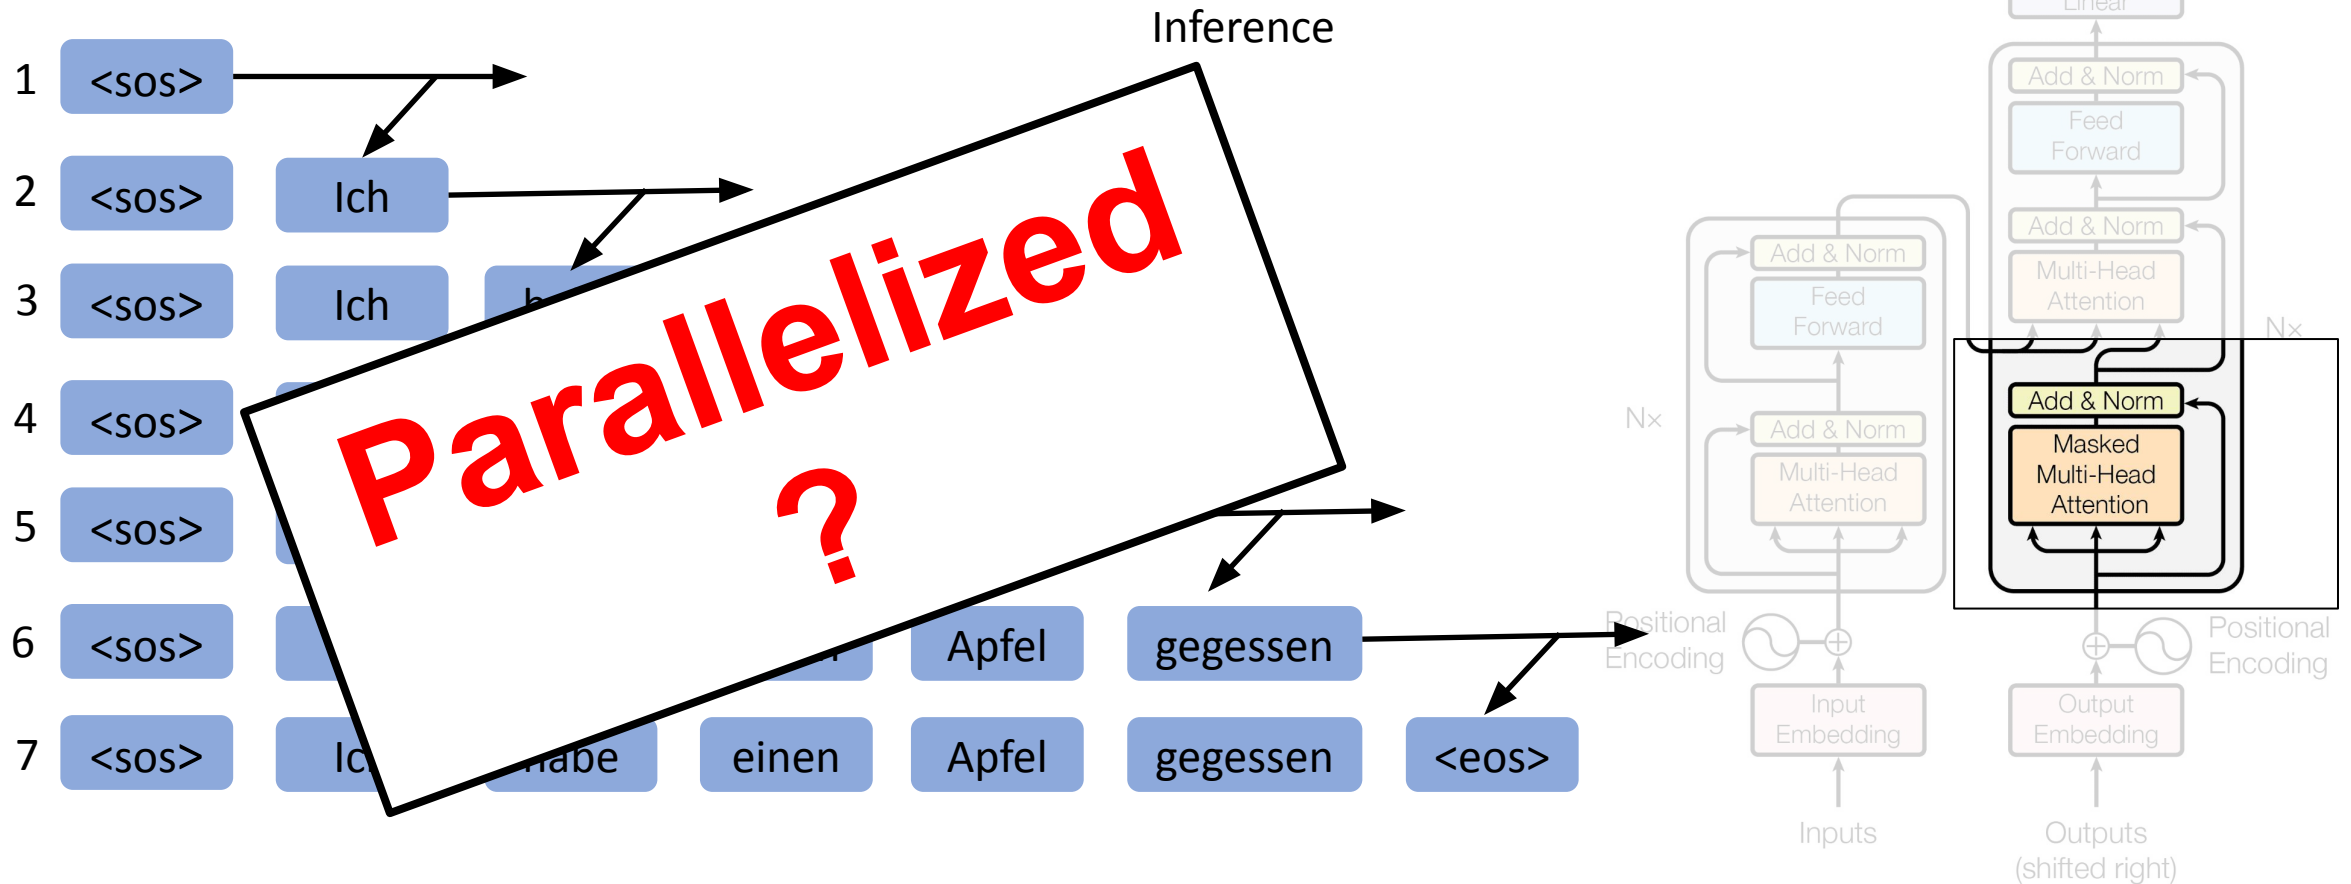 Inference
1 <sos>
2 <sos> Ich
3 <sos> Ich
4 <sos>
5 <sos>
6 <sos> Apfel gegessen
7 <sos> habe einen Apfel gegessen <eos>
Parallelized
?
Linear
Add & Norm
Feed
Forward
Add & Norm
Multi-Head
Attention
Nx
Add & Norm
Masked
Multi-Head
Attention
Positional
Encoding
Output
Embedding
Outputs
(shifted right)
Add & Norm
Feed
Forward
Nx
Add & Norm
Multi-Head
Attention
Positional
Encoding
Input
Embedding
Inputs